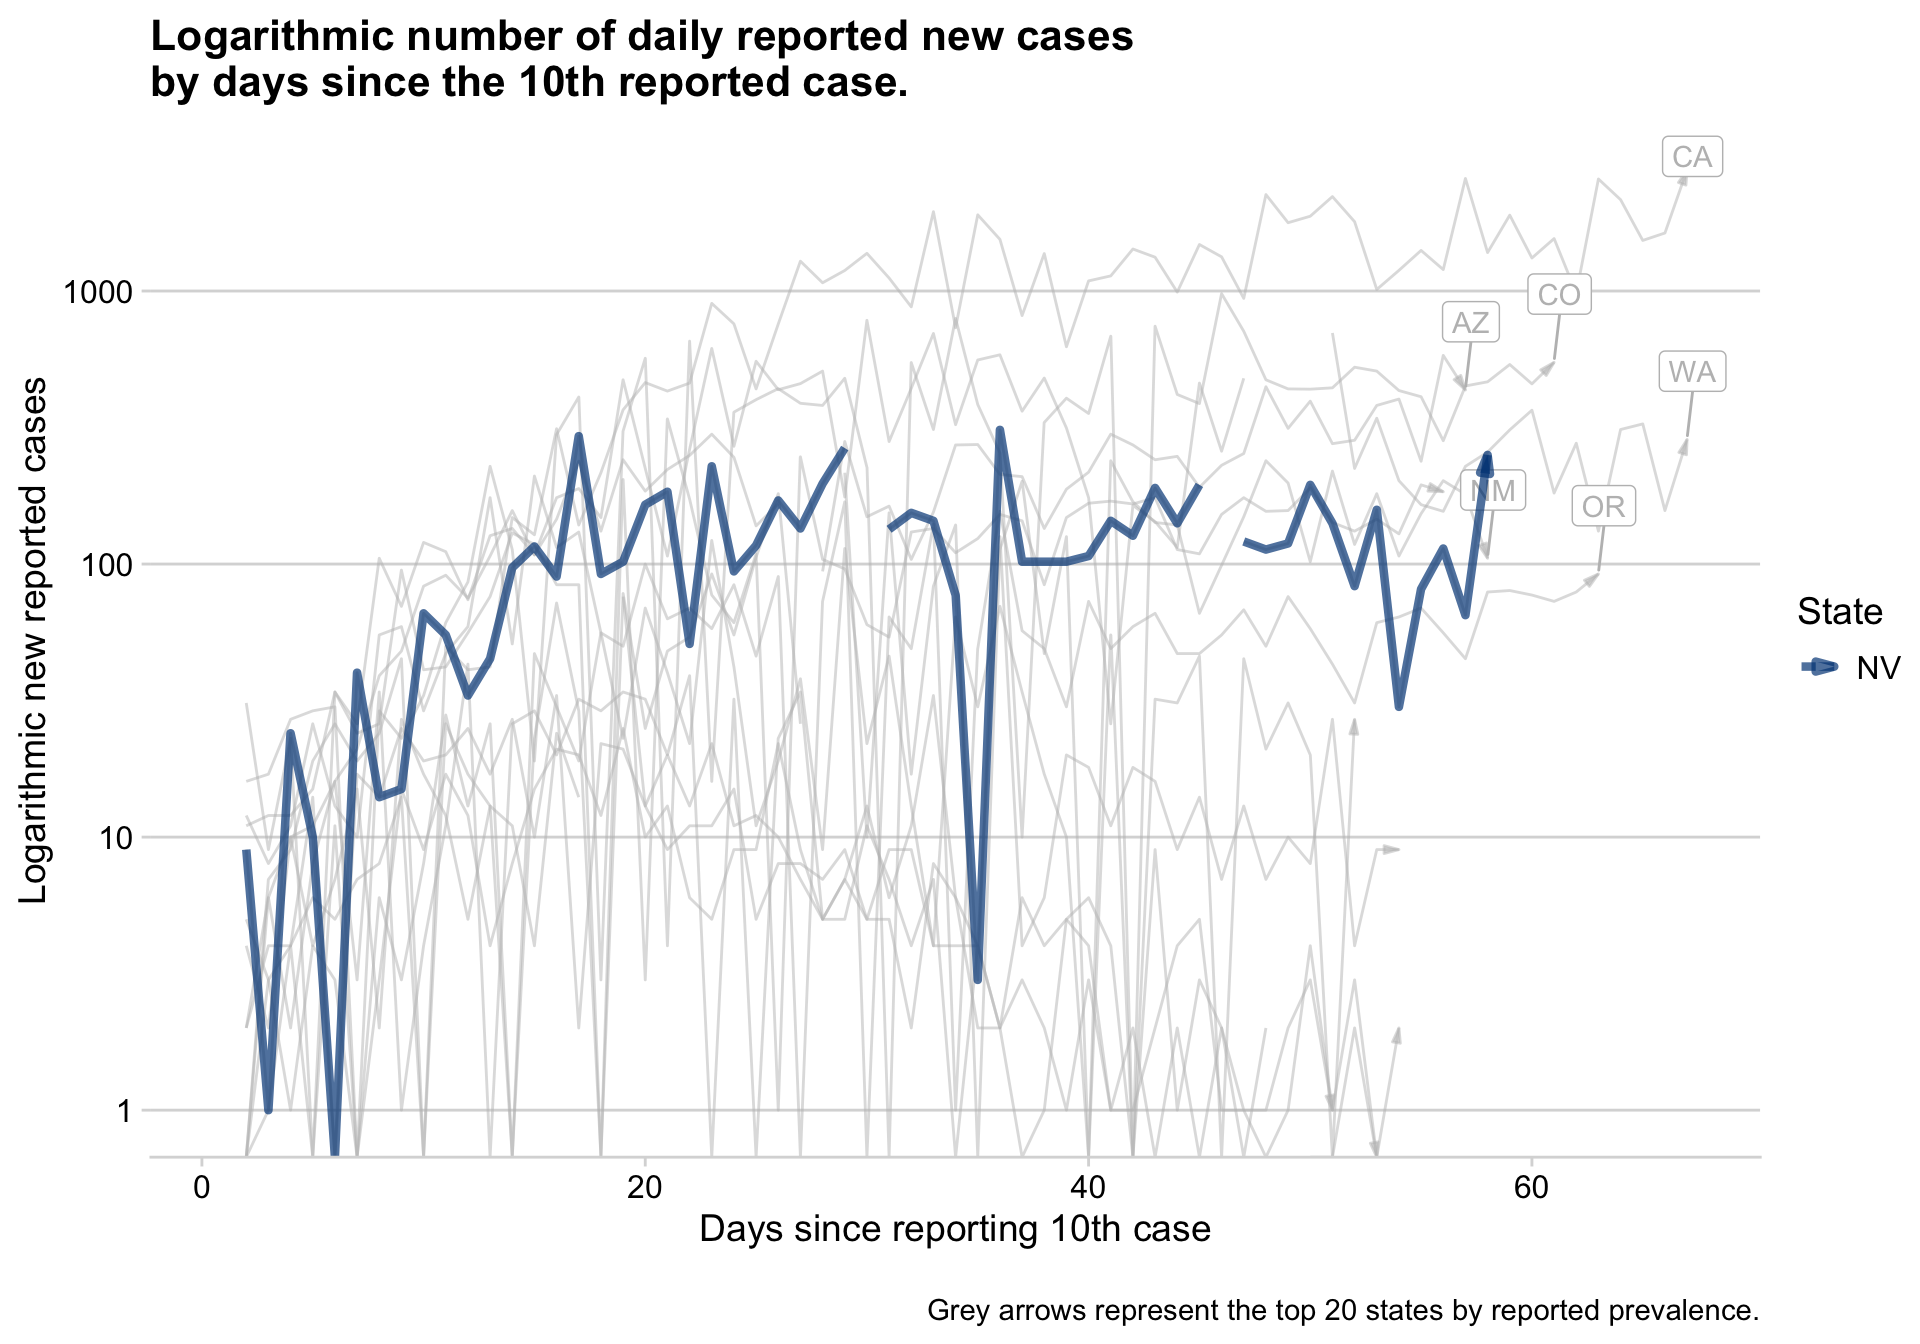 Logarithmic number of daily reported new cases
by days since the 10th reported case.
Logarithmic new reported cases
1000
100
10
1
CA
CO
AZ
WA
NM
OR
State
NV
0
20
40
60
Days since reporting 10th case
Grey arrows represent the top 20 states by reported prevalence.